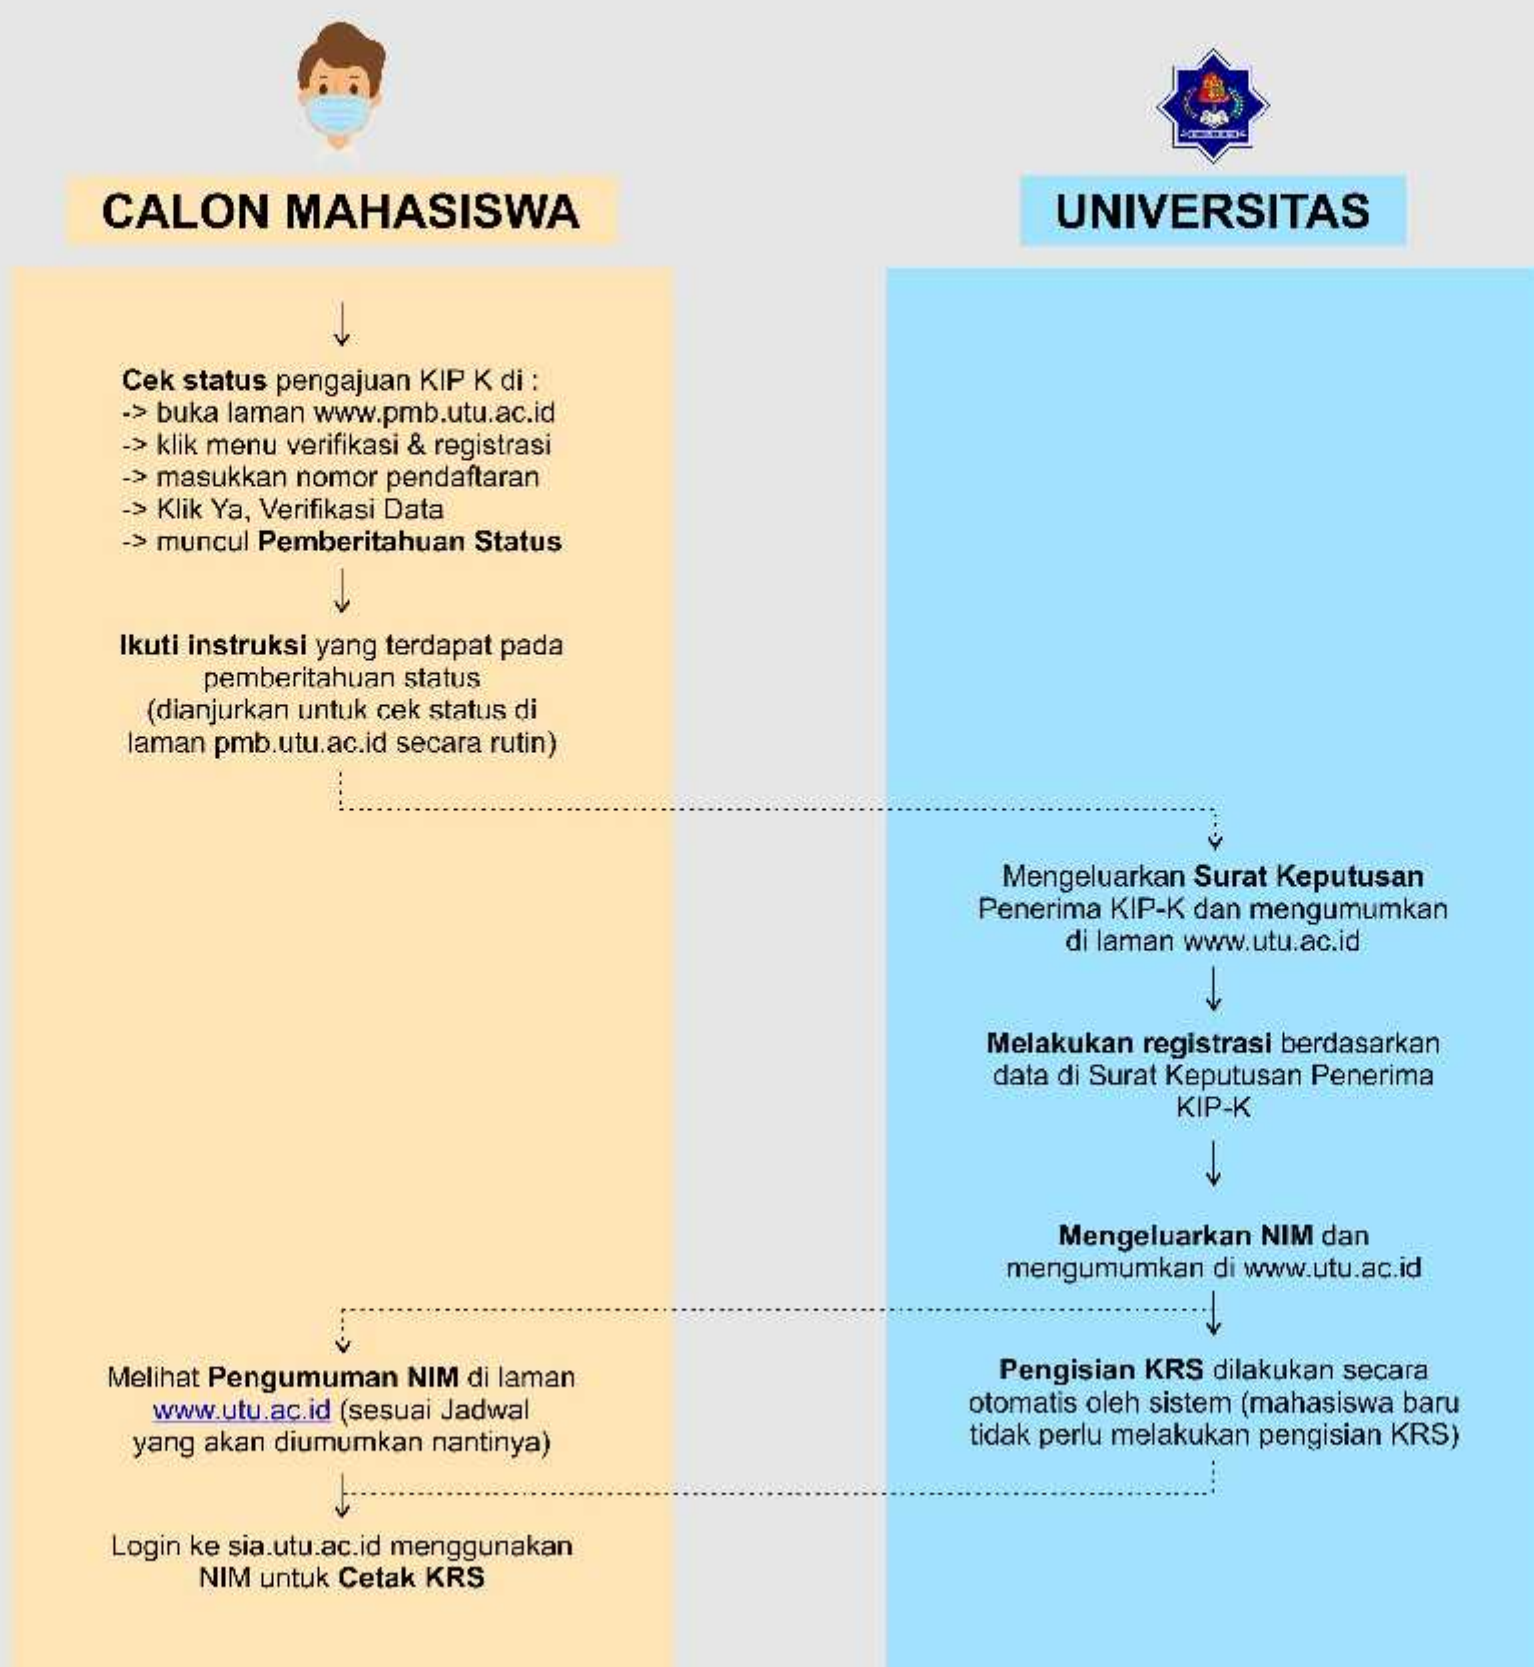 CALON MAHASISWA
UNIVERSITAS
Cek status pengajuan KIP K di :
-> buka laman www.pmb.utu.ac.id
-> klik menu verifikasi & registrasi
-> masukkan nomor pendaftaran
-> Klik Ya, Verifikasi Data
-> muncul Pemberitahuan Status
Ikuti instruksi yang terdapat pada
pemberitahuan status
(dianjurkan untuk cek status di
laman pmb.utu.ac.id secara rutin)
Mengeluarkan Surat Keputusan
Penerima KIP-K dan mengumumkan
di laman www.utu.ac.id
Melakukan registrasi berdasarkan
data di Surat Keputusan Penerima
KIP-K
Mengeluarkan NIM dan
mengumumkan di www.utu.ac.id
Melihat Pengumuman NIM di laman
www.utu.ac.id (sesuai Jadwal
yang akan diumumkan nantinya)
Pengisian KRS dilakukan secara
otomatis oleh sistem (mahasiswa baru
tidak perlu melakukan pengisian KRS)
Login ke sia.utu.ac.id menggunakan
NIM untuk Cetak KRS